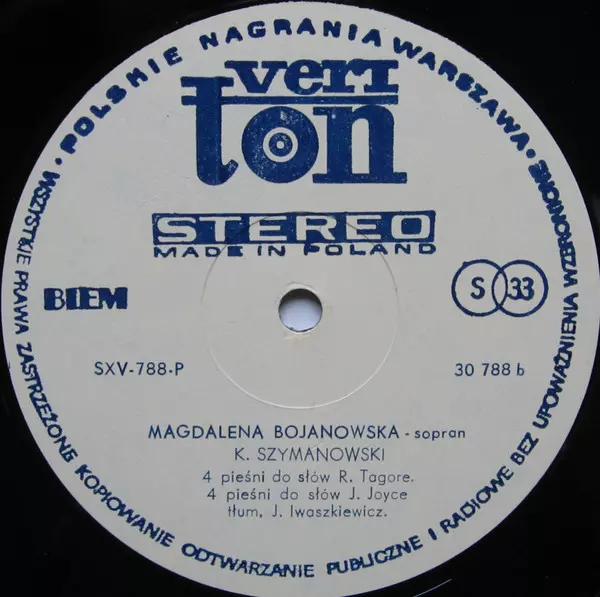 POLSKIE NAGRANIA WARSZAWA •
veriton
STEREO
MADE IN POLAND
BIEM
S 33
SXV-788-P
30 788 b
MAGDALENA BOJANOWSKA - sopran
K. SZYMANOWSKI
4 pieśni do słów R. Tagore.
4 pieśni do słów J. Joyce
tłum, J. Iwaszkiewicz.
• WSZYSTKIE PRAWA ZASTRZEŻONE KOPIOWANIE ODTWARZANIE PUBLICZNE I RADIOWE BEZ UPOWAŻNIENIA WZBRONIONE •